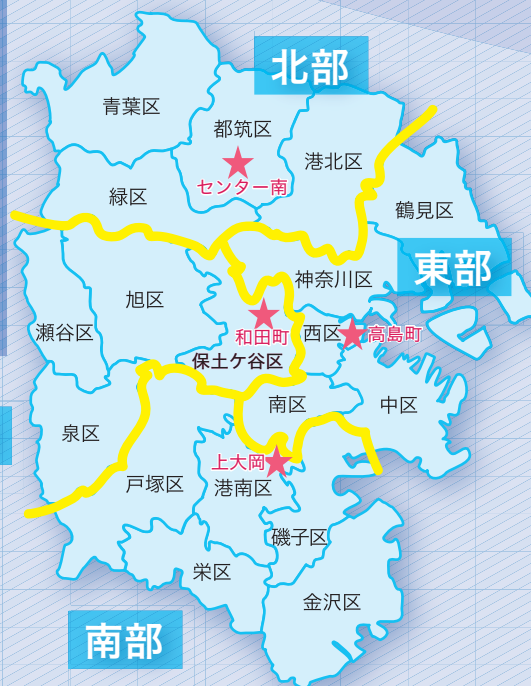 北部
青葉区
都筑区
港北区
センター南
緑区
鶴見区
東部
神奈川区
旭区
瀬谷区
和田町
西区
高島町
保土ケ谷区
南区
中区
泉区
上大岡
戸塚区
港南区
磯子区
栄区
金沢区
南部